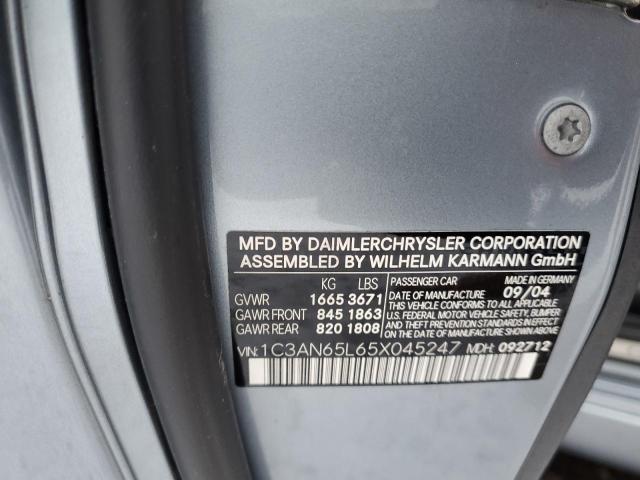 MFD BY DAIMLERCHRYSLER CORPORATION
ASSEMBLED BY WILHELM KARMANN GmbH
KG LBS
GVWR 1665 3671
GAWR FRONT 845 1863
GAWR REAR 820 1808
PASSENGER CAR MADE IN GERMANY
DATE OF MANUFACTURE 09/04
THIS VEHICLE CONFORMS TO ALL APPLICABLE
U.S. FEDERAL MOTOR VEHICLE SAFETY, BUMPER
AND THEFT PREVENTION STANDARDS IN EFFECT
ON THE DATE OF MANUFACTURE SHOWN ABOVE.
VIN: 1C3AN65L65X045247 MDH: 092712